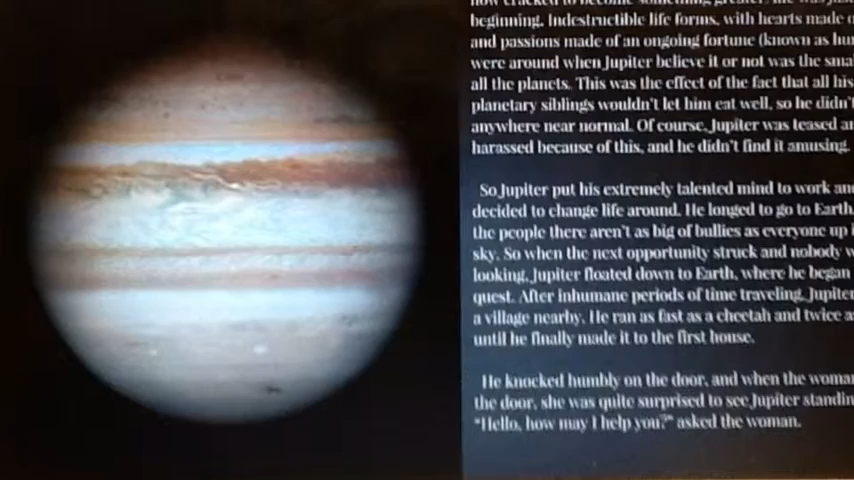 beginning. Indestructible life forms, with hearts made
and passions made of an ongoing fortune (known as
were around when Jupiter believe it or not was the
all the planets. This was the effect of the fact that all his
planetary siblings wouldn't let him eat well, so he didn't
anywhere near normal. Of course, Jupiter was teased
harassed because of this, and he didn't find it amusing.
So Jupiter put his extremely talented mind to work
decided to change life around. He longed to go to Earth,
the people there aren't as big of bullies as everyone up
sky. So when the next opportunity struck and nobody
looking, Jupiter floated down to Earth, where he began
quest. After inhumane periods of time traveling, Jupiter
a village nearby. He ran as fast as a cheetah and twice
until he finally made it to the first house.
He knocked humbly on the door, and when the
the door, she was quite surprised to see Jupiter
"Hello, how may I help you?" asked the woman.